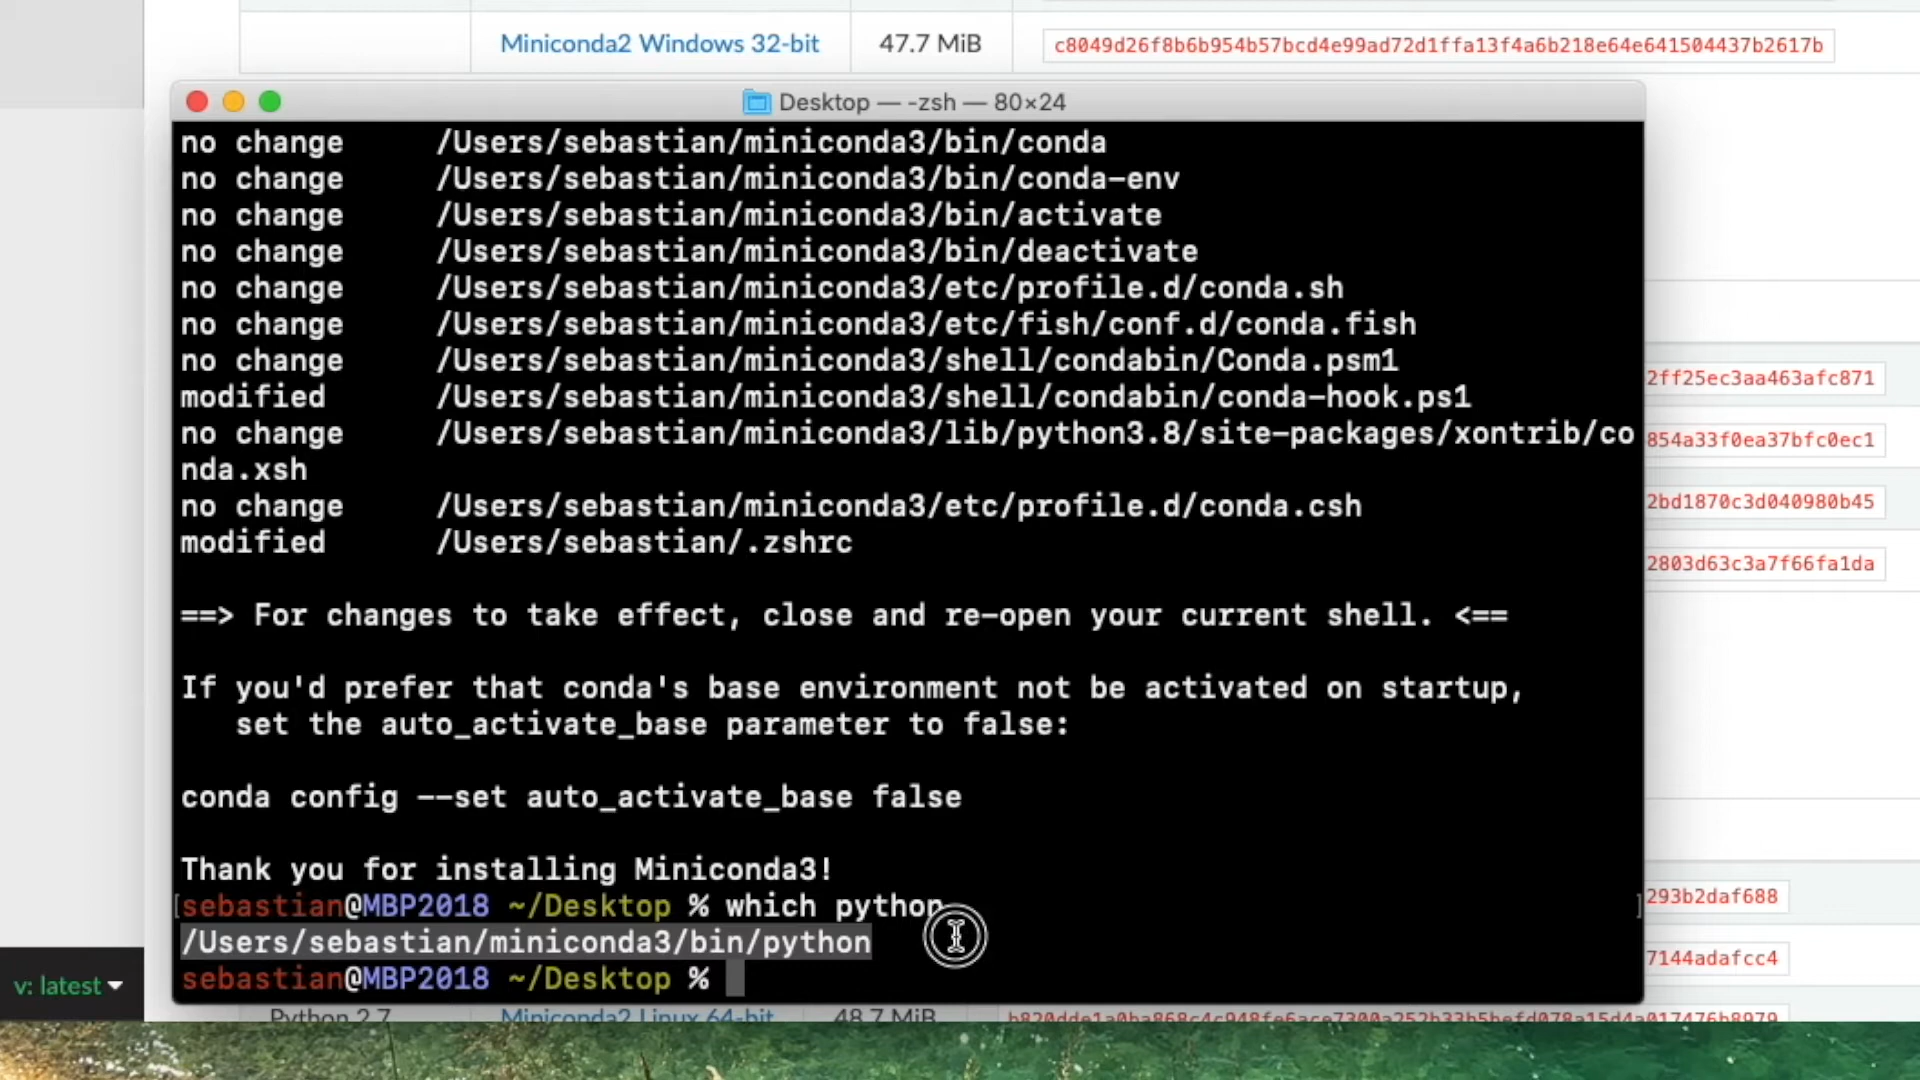 Miniconda2 Windows 32-bit 47.7 MiB c8049d26f8b6b954b57bcd4e99ad72d1ffa13f4a6b218e64e641504437b2617b
Desktop — -zsh — 80×24
no change /Users/sebastian/miniconda3/bin/conda
no change /Users/sebastian/miniconda3/bin/conda-env
no change /Users/sebastian/miniconda3/bin/activate
no change /Users/sebastian/miniconda3/bin/deactivate
no change /Users/sebastian/miniconda3/etc/profile.d/conda.sh
no change /Users/sebastian/miniconda3/etc/fish/conf.d/conda.fish
no change /Users/sebastian/miniconda3/shell/condabin/Conda.psm1
modified /Users/sebastian/miniconda3/shell/condabin/conda-hook.ps1
no change /Users/sebastian/miniconda3/lib/python3.8/site-packages/xontrib/co
nda.xsh
no change /Users/sebastian/miniconda3/etc/profile.d/conda.csh
modified /Users/sebastian/.zshrc
==> For changes to take effect, close and re-open your current shell. <==
If you'd prefer that conda's base environment not be activated on startup,
set the auto_activate_base parameter to false:
conda config --set auto_activate_base false
Thank you for installing Miniconda3!
[sebastian@MBP2018 ~/Desktop % which python ]
/Users/sebastian/miniconda3/bin/python
sebastian@MBP2018 ~/Desktop %
2ff25ec3aa463afc871
854a33f0ea37bfc0ec1
2bd1870c3d040980b45
2803d63c3a7f66fa1da
293b2daf688
7144adafcc4
v: latest
Python 2.7 Miniconda2 Linux 64-bit 48.7 MiB